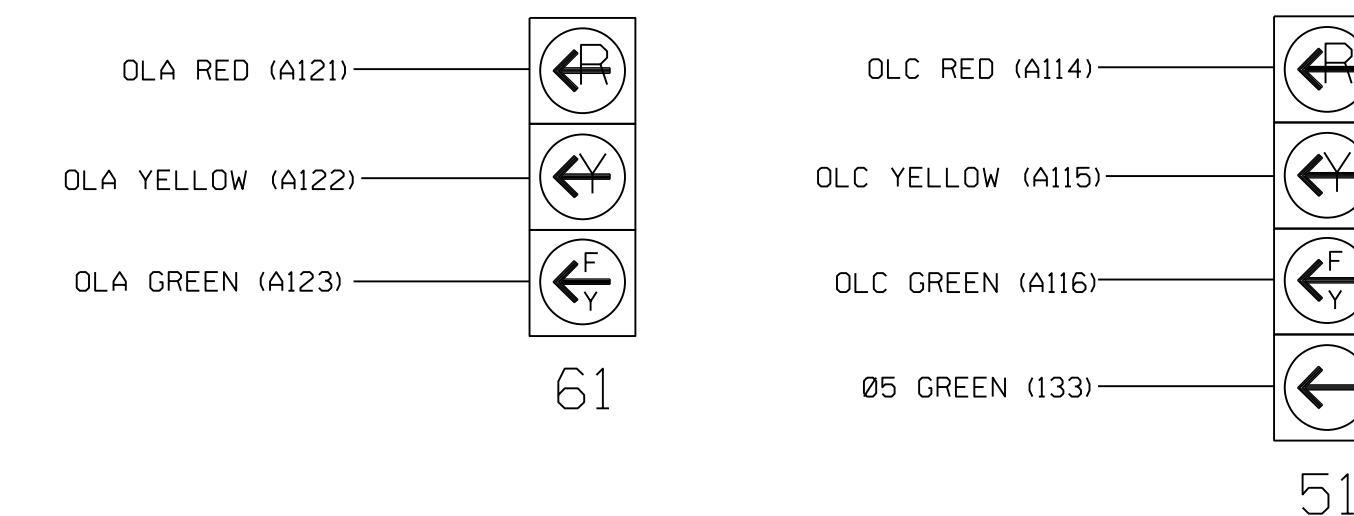 OLA RED (A121)
R
OLA YELLOW (A122)
Y
OLA GREEN (A123)
F
Y
61
OLC RED (A114)
R
OLC YELLOW (A115)
Y
OLC GREEN (A116)
F
Y
Ø5 GREEN (133)
51